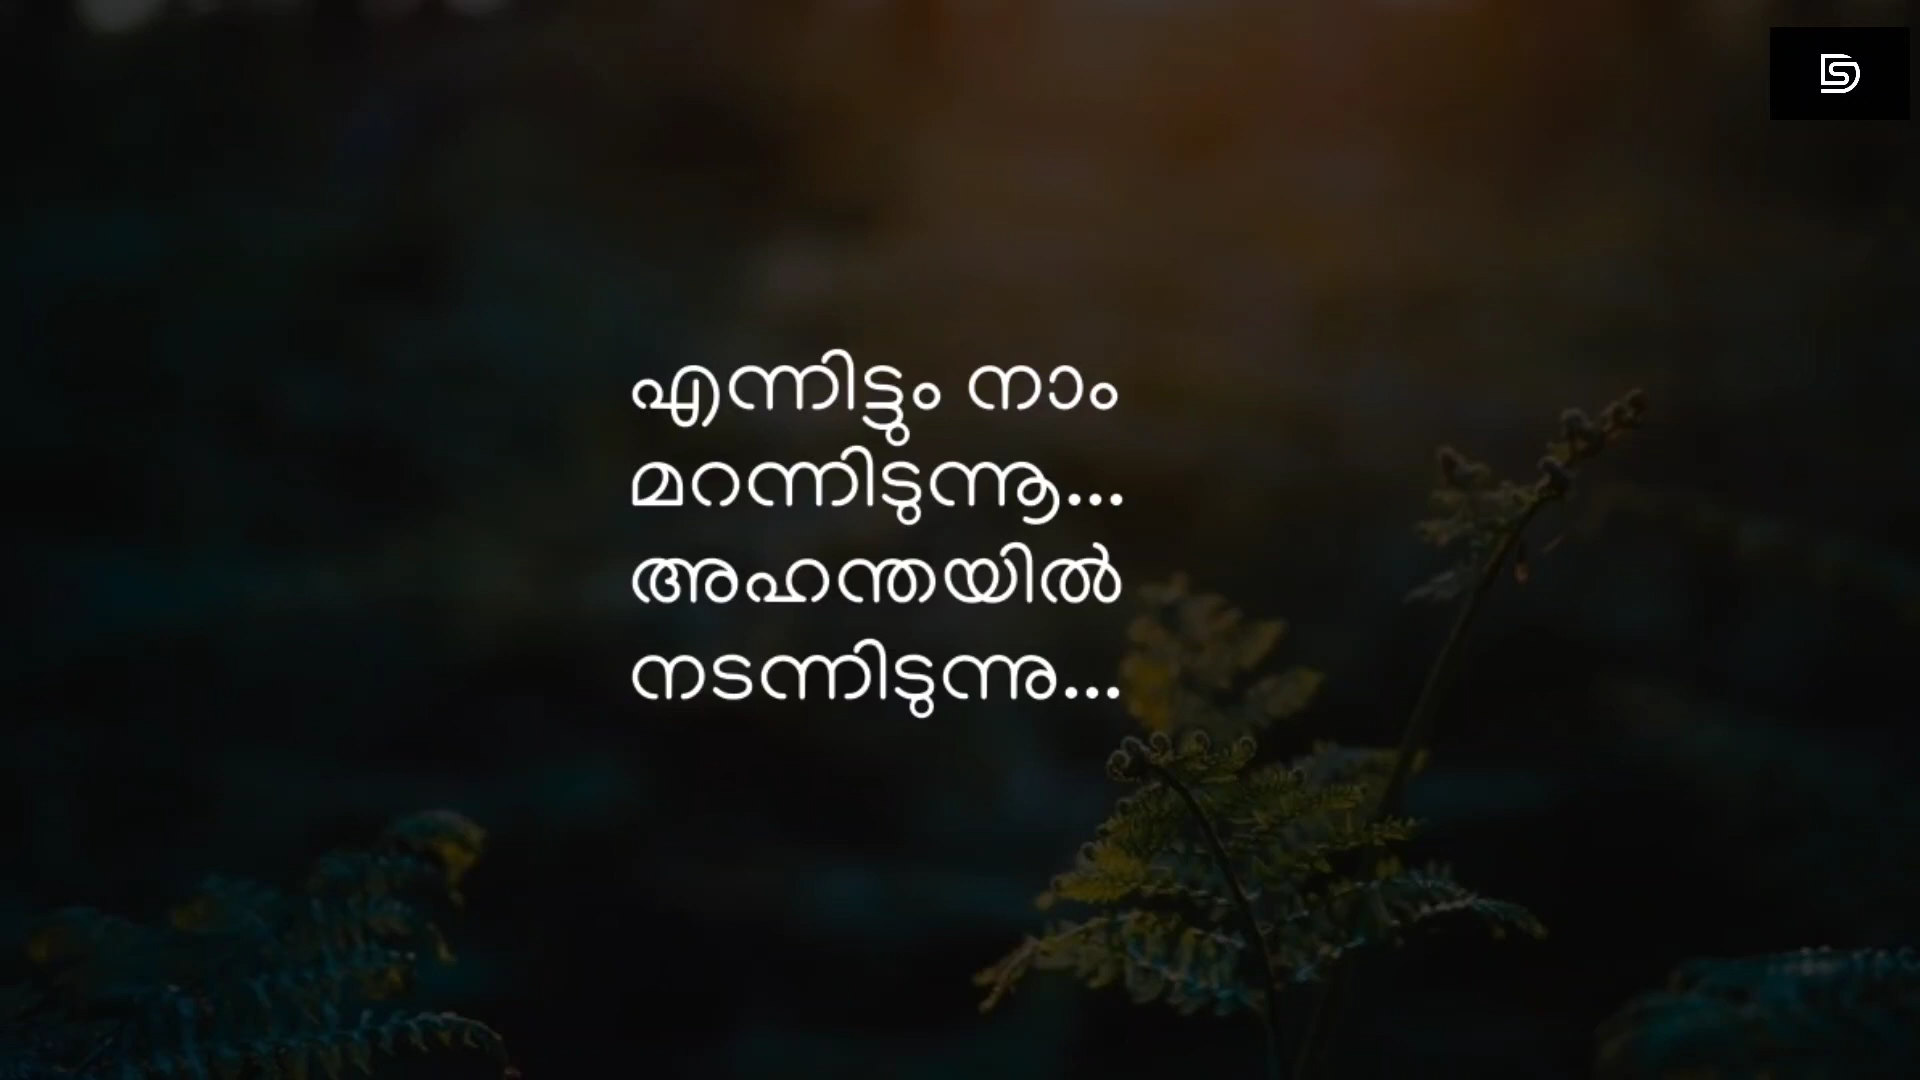 എന്നിട്ടും നാം
മറന്നിടുന്നൂ...
അഹന്തയിൽ
നടന്നിടുന്നു...